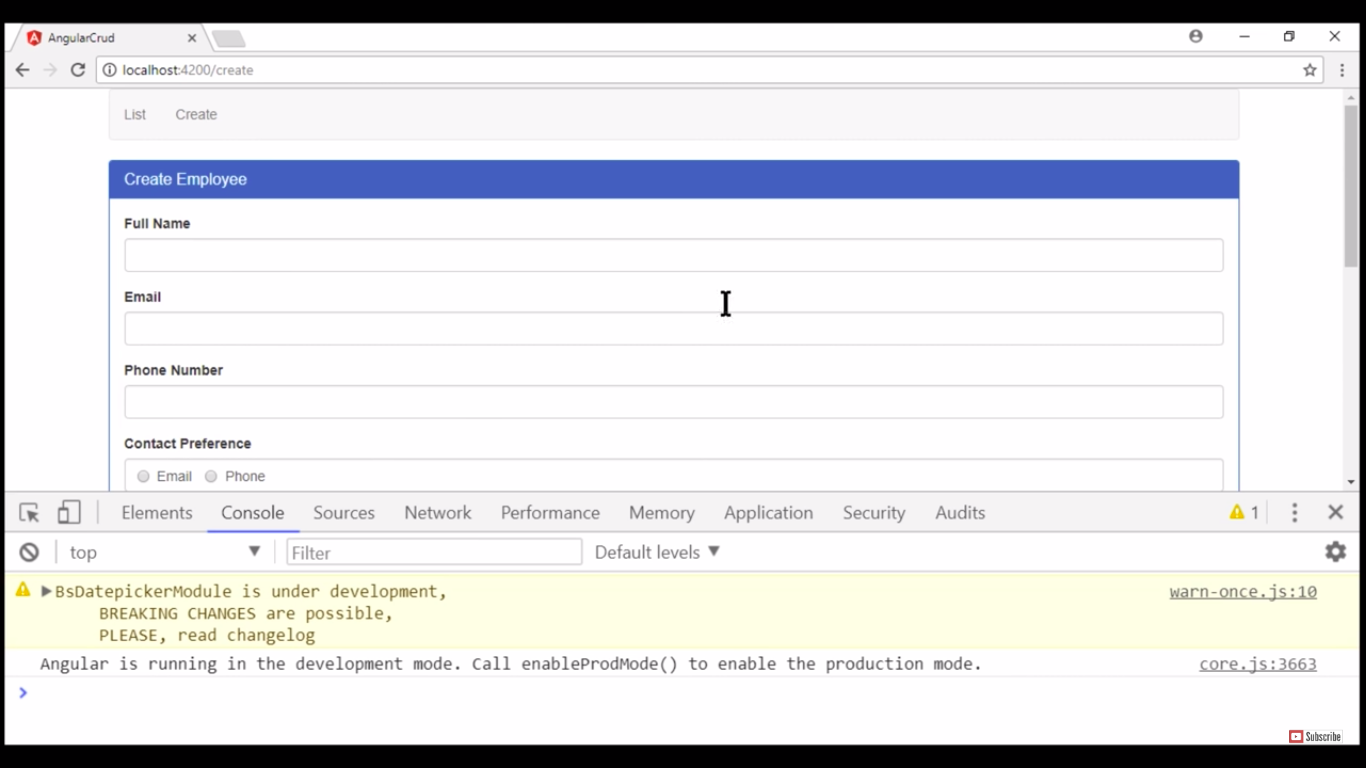 AngularCrud
localhost:4200/create
List Create
Create Employee
Full Name
Email
Phone Number
Contact Preference
Email Phone
Elements Console Sources Network Performance Memory Application Security Audits 1
top Filter Default levels
BsDatepickerModule is under development, warn-once.js:10
BREAKING CHANGES are possible,
PLEASE, read changelog
Angular is running in the development mode. Call enableProdMode() to enable the production mode. core.js:3663
Subscribe